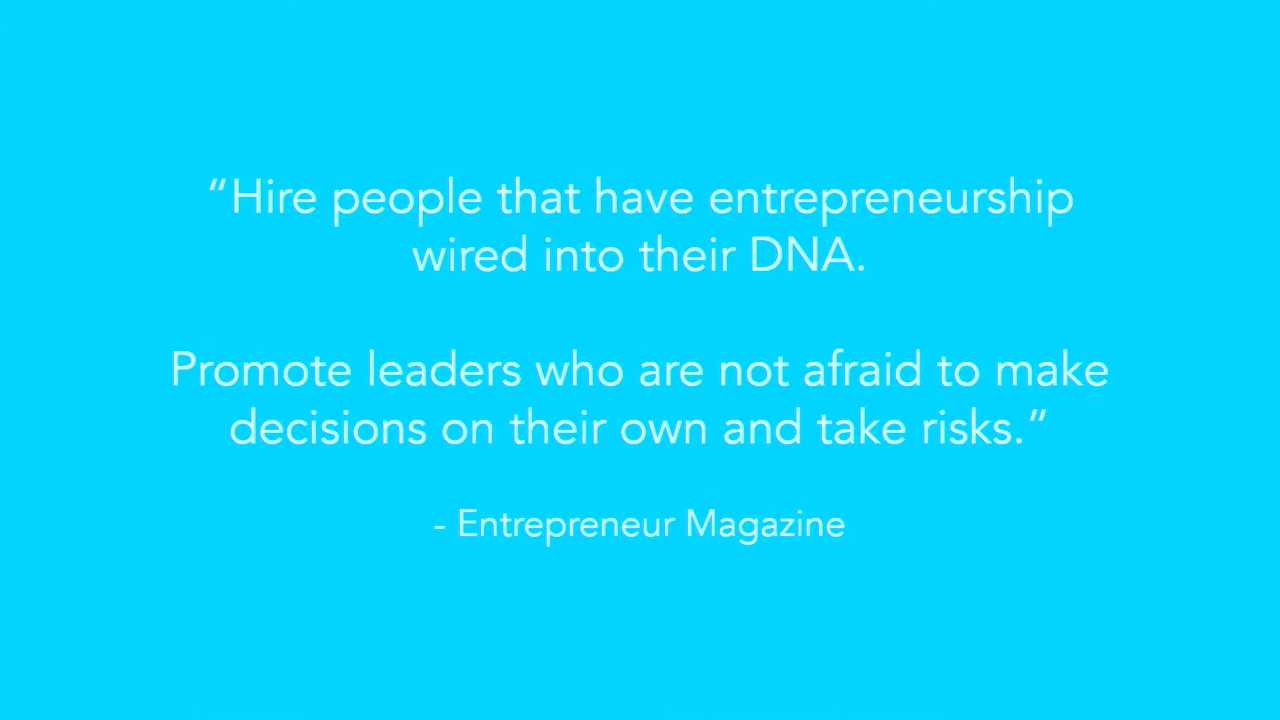 “Hire people that have entrepreneurship
wired into their DNA.
Promote leaders who are not afraid to make
decisions on their own and take risks.”
- Entrepreneur Magazine